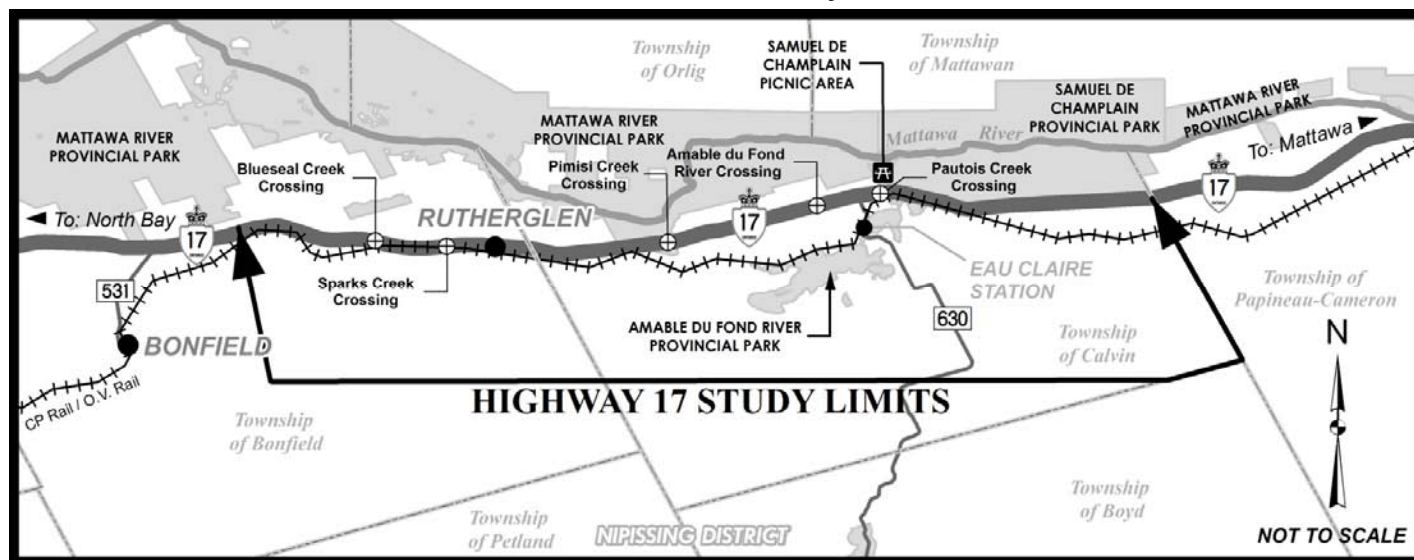 Township
of Orlig
SAMUEL DE
CHAMPLAIN
PICNIC AREA
Township
of Mattawan
MATTAWA RIVER
PROVINCIAL PARK
MATTAWA RIVER
PROVINCIAL PARK
SAMUEL DE
CHAMPLAIN
PROVINCIAL PARK
MATTAWA RIVER
PROVINCIAL PARK
Mattawa River
To: Mattawa
Blueseal Creek
Crossing
Pimisi Creek
Crossing
Amable du Fond
River Crossing
Pautois Creek
Crossing
To: North Bay
17
ONTARIO
RUTHERGLEN
17
ONTARIO
17
ONTARIO
531
Sparks Creek
Crossing
EAU CLAIRE
STATION
Township of
Papineau-Cameron
BONFIELD
AMABLE DU FOND RIVER
PROVINCIAL PARK
630
Township
of Calvin
N
CP Rail / O.V. Rail
HIGHWAY 17 STUDY LIMITS
Township
of Bonfield
Township
of Petland
NIPISSING DISTRICT
Township
of Boyd
NOT TO SCALE